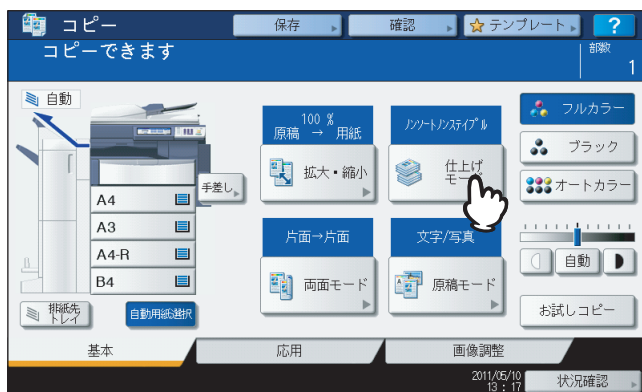 コピー
保存
確認
テンプレート
?
コピーできます
部数
1
自動
100 %
原稿 → 用紙
ノンソートノンステイプル
フルカラー
拡大・縮小
仕上げ
モード
ブラック
手差し
オートカラー
A4
A3
A4-R
B4
片面→片面
文字/写真
両面モード
原稿モード
自動
排紙先
トレイ
自動用紙選択
お試しコピー
基本
応用
画像調整
2011/05/10
13 : 17
状況確認